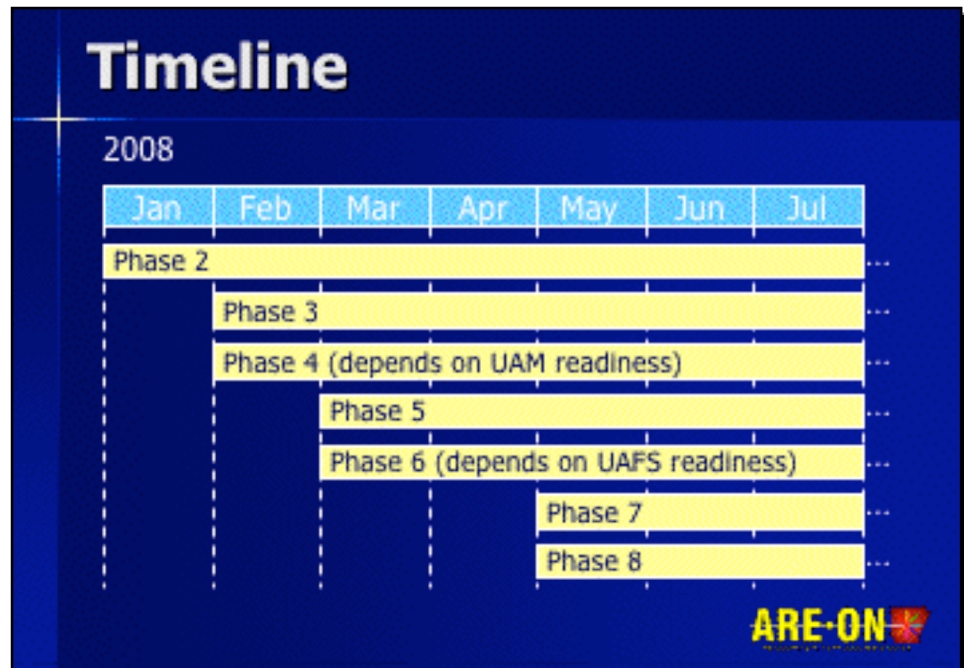 Timeline
2008
Jan Feb Mar Apr May Jun Jul
Phase 2 ...
Phase 3 ...
Phase 4 (depends on UAM readiness) ...
Phase 5 ...
Phase 6 (depends on UAFS readiness) ...
Phase 7 ...
Phase 8 ...
ARE·ON